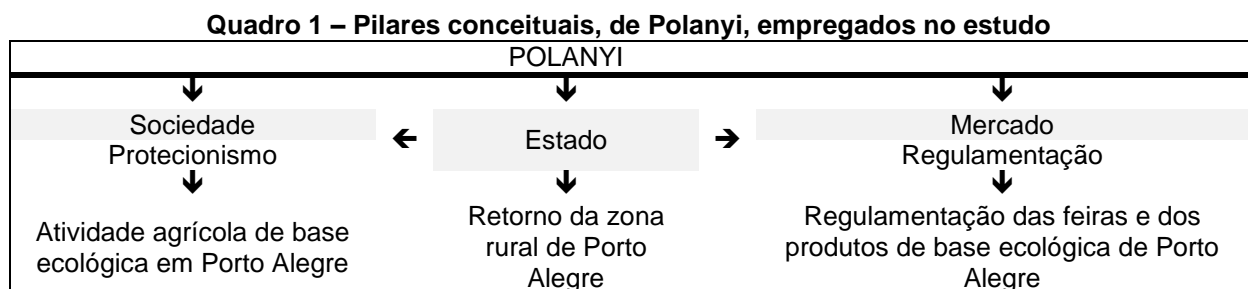 Quadro 1 – Pilares conceituais, de Polanyi, empregados no estudo
POLANYI
Sociedade
Protecionismo
Atividade agrícola de base
ecológica em Porto Alegre
Estado
Retorno da zona
rural de Porto
Alegre
Mercado
Regulamentação
Regulamentação das feiras e dos
produtos de base ecológica de Porto
Alegre